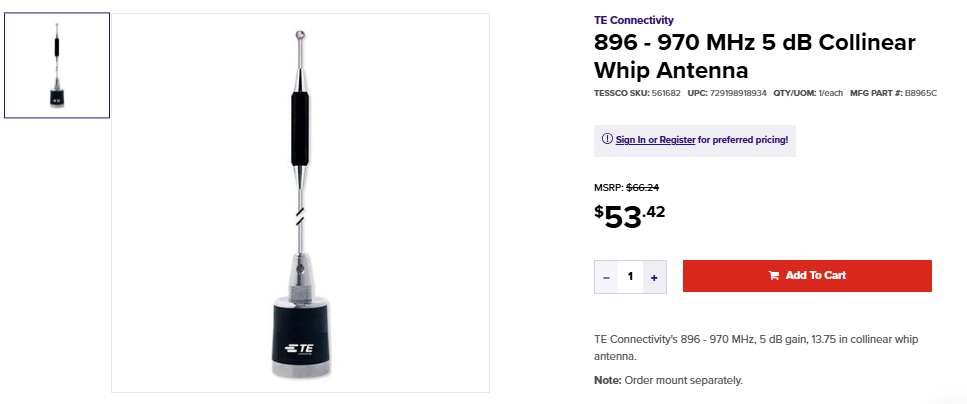 TE Connectivity
896 - 970 MHz 5 dB Collinear
Whip Antenna
TESSCO SKU: 561682 UPC: 729198918934 QTY/UOM: 1/each MFG PART #: B8965C
Sign In or Register for preferred pricing!
MSRP: $66.24
$53.42
- 1 +
Add To Cart
TE Connectivity's 896 - 970 MHz, 5 dB gain, 13.75 in collinear whip
antenna.
Note: Order mount separately.
TE